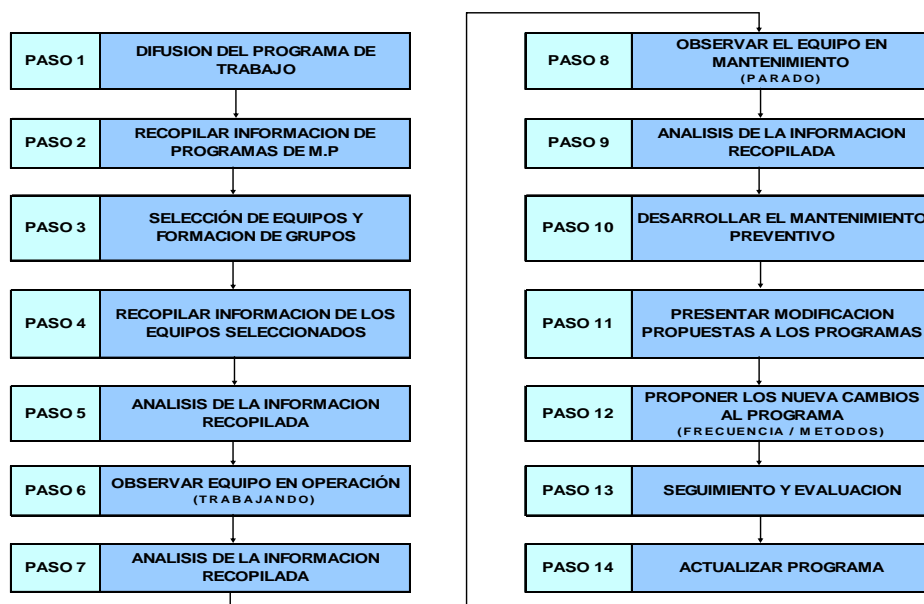 PASO 1
DIFUSION DEL PROGRAMA DE
TRABAJO
PASO 2
RECOPILAR INFORMACION DE
PROGRAMAS DE M.P
PASO 3
SELECCIÓN DE EQUIPOS Y
FORMACION DE GRUPOS
PASO 4
RECOPILAR INFORMACION DE LOS
EQUIPOS SELECCIONADOS
PASO 5
ANALISIS DE LA INFORMACION
RECOPILADA
PASO 6
OBSERVAR EQUIPO EN OPERACIÓN
(TRABAJANDO)
PASO 7
ANALISIS DE LA INFORMACION
RECOPILADA
PASO 8
OBSERVAR EL EQUIPO EN
MANTENIMIENTO
(PARADO)
PASO 9
ANALISIS DE LA INFORMACION
RECOPILADA
PASO 10
DESARROLLAR EL MANTENIMIENTO
PREVENTIVO
PASO 11
PRESENTAR MODIFICACION
PROPUESTAS A LOS PROGRAMAS
PASO 12
PROPONER LOS NUEVA CAMBIOS
AL PROGRAMA
(FRECUENCIA / METODOS)
PASO 13
SEGUIMIENTO Y EVALUACION
PASO 14
ACTUALIZAR PROGRAMA